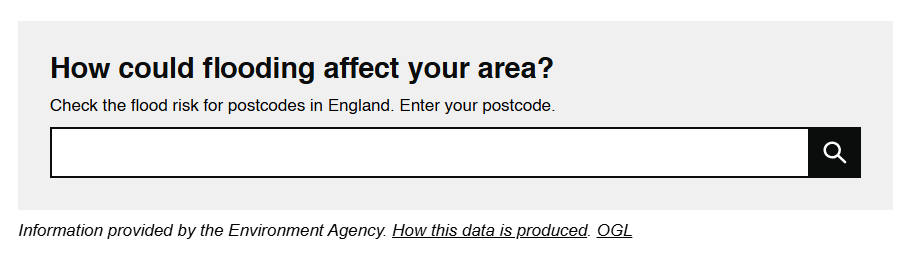 How could flooding affect your area?
Check the flood risk for postcodes in England. Enter your postcode.
Information provided by the Environment Agency. How this data is produced. OGL